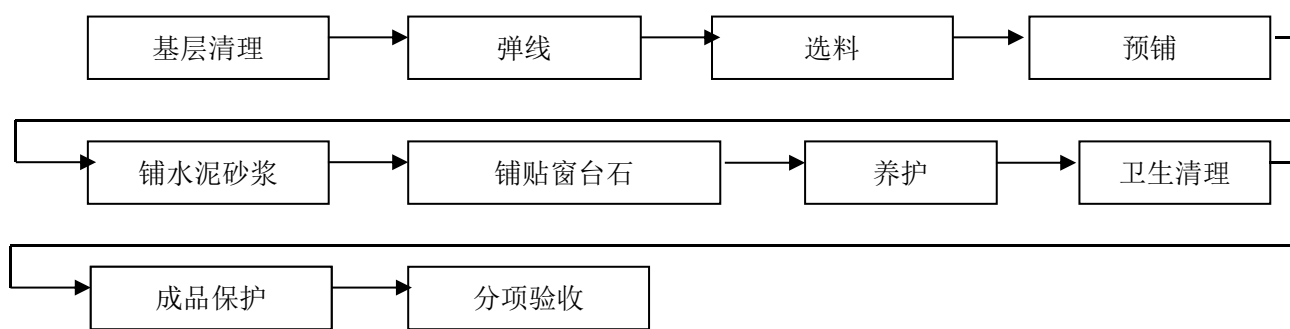 基层清理 弹线 选料 预铺
铺水泥砂浆 铺贴窗台石 养护 卫生清理
成品保护 分项验收